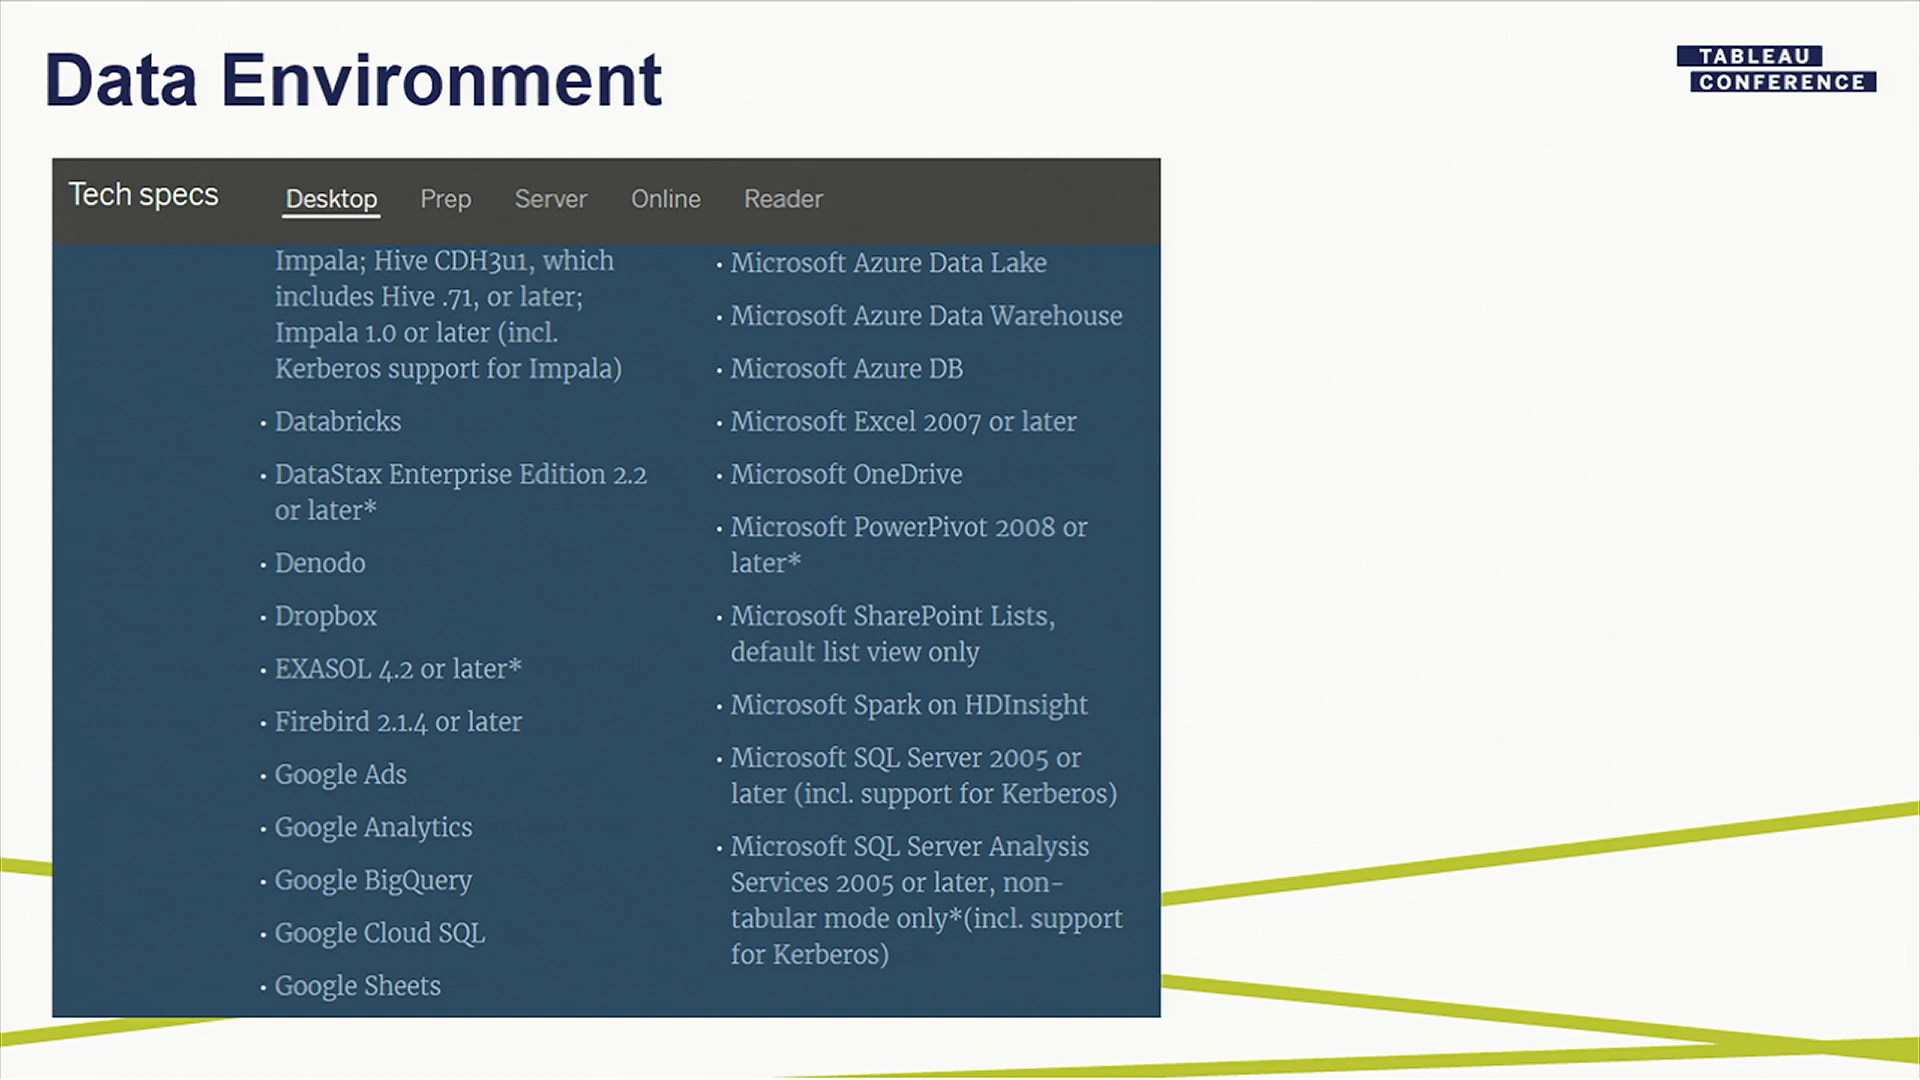 Data Environment
TABLEAU
CONFERENCE
Tech specs Desktop Prep Server Online Reader
Impala; Hive CDH3u1, which
includes Hive .71, or later;
Impala 1.0 or later (incl.
Kerberos support for Impala)
• Databricks
• DataStax Enterprise Edition 2.2
or later*
• Denodo
• Dropbox
• EXASOL 4.2 or later*
• Firebird 2.1.4 or later
• Google Ads
• Google Analytics
• Google BigQuery
• Google Cloud SQL
• Google Sheets
• Microsoft Azure Data Lake
• Microsoft Azure Data Warehouse
• Microsoft Azure DB
• Microsoft Excel 2007 or later
• Microsoft OneDrive
• Microsoft PowerPivot 2008 or
later*
• Microsoft SharePoint Lists,
default list view only
• Microsoft Spark on HDInsight
• Microsoft SQL Server 2005 or
later (incl. support for Kerberos)
• Microsoft SQL Server Analysis
Services 2005 or later, non-
tabular mode only*(incl. support
for Kerberos)